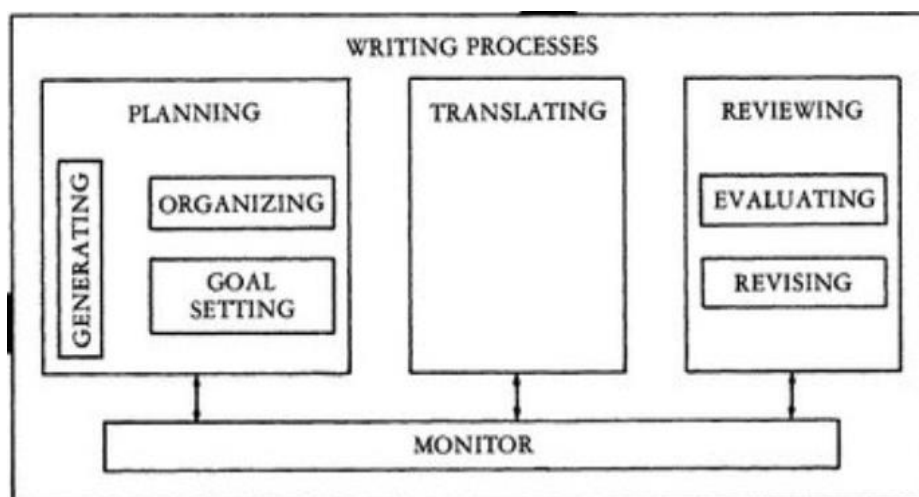 WRITING PROCESSES
PLANNING
GENERATING
ORGANIZING
GOAL
SETTING
TRANSLATING
REVIEWING
EVALUATING
REVISING
MONITOR